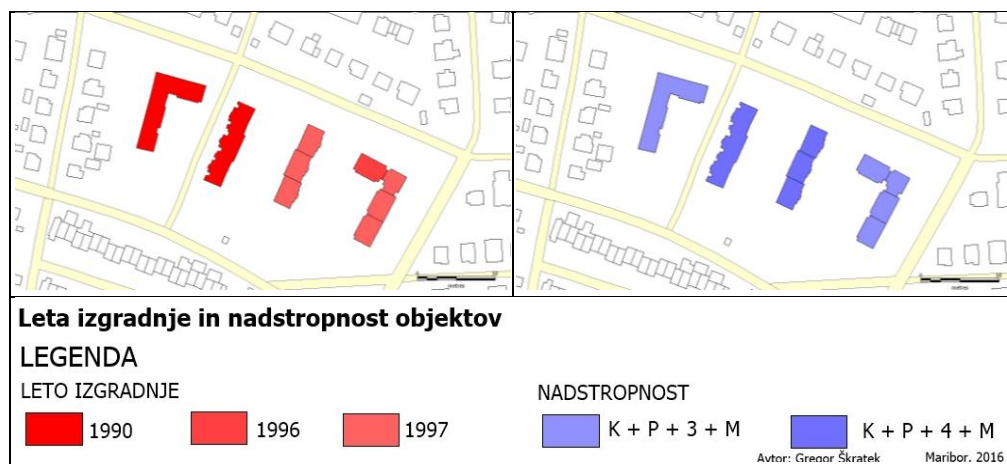 Leta izgradnje in nadstropnost objektov
LEGENDA
LETO IZGRADNJE
1990
1996
1997
NADSTROPNOST
K + P + 3 + M
K + P + 4 + M
Avtor: Gregor Škratek
Maribor, 2016